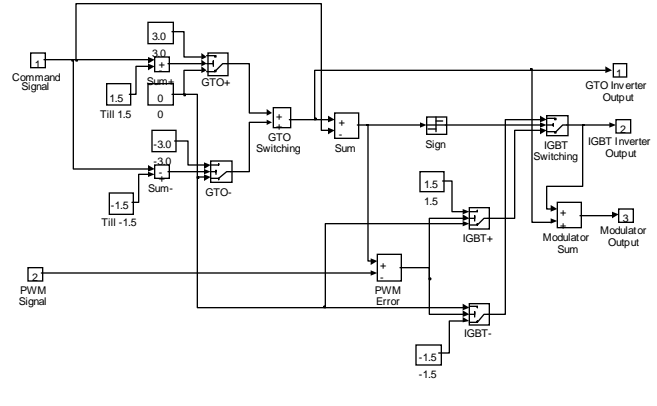 3.0
3.0
1
Command
Signal
+
-
Sum+
GTO+
1.5
Till 1.5
0
0
+
+
GTO
Switching
+
-
Sum
Sign
1
GTO Inverter
Output
2
IGBT Inverter
Output
IGBT
Switching
-3.0
-3.0
-
+
Sum-
GTO-
-1.5
Till -1.5
1.5
1.5
IGBT+
+
+
Modulator
Sum
3
Modulator
Output
2
PWM
Signal
+
-
PWM
Error
IGBT-
-1.5
-1.5